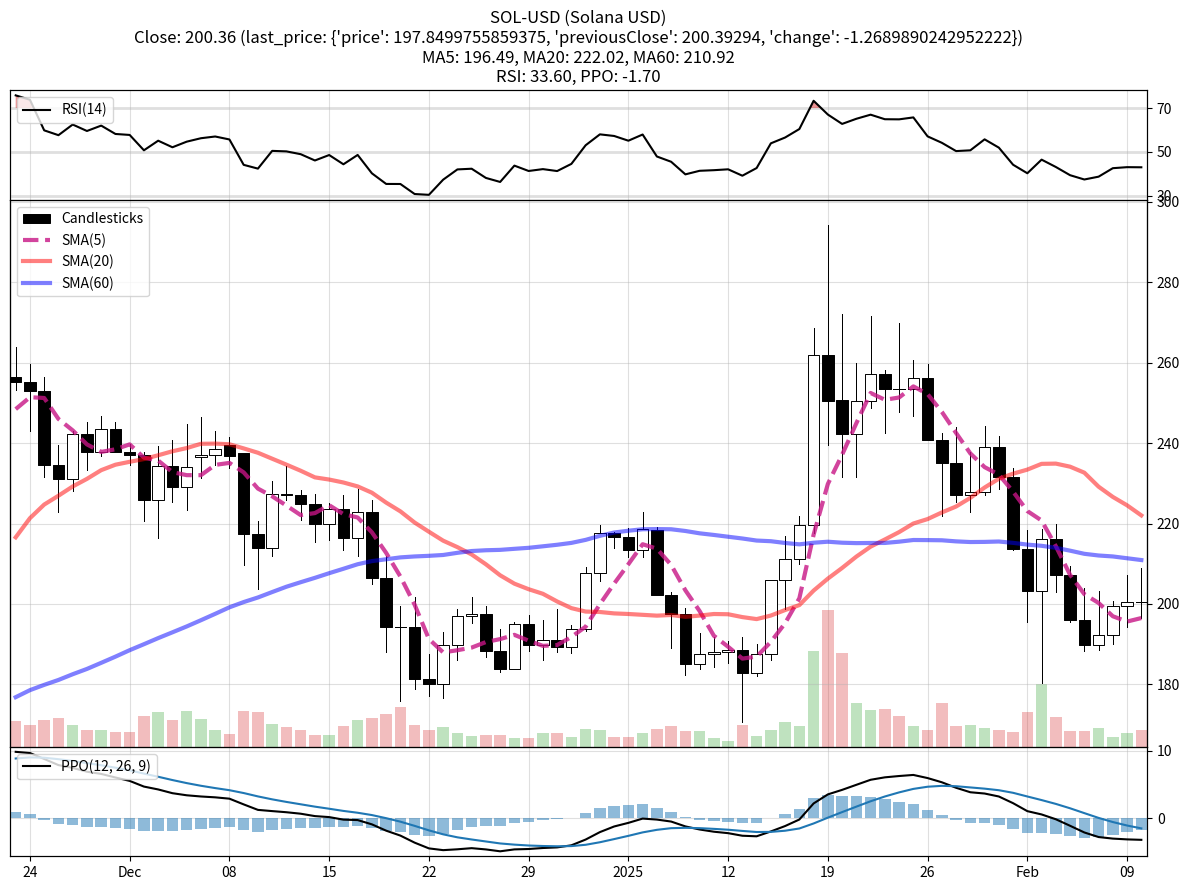 SOL-USD (Solana USD)
Close: 200.36 (last_price: {'price': 197.8499755859375, 'previousClose': 200.39294, 'change': -1.2689890242952222})
MA5: 196.49, MA20: 222.02, MA60: 210.92
RSI: 33.60, PPO: -1.70
RSI(14)
70
50
30
300
Candlesticks
SMA(5)
SMA(20)
SMA(60)
280
260
240
220
200
180
PPO(12, 26, 9)
10
0
24 Dec 08 15 22 29 2025 12 19 26 Feb 09